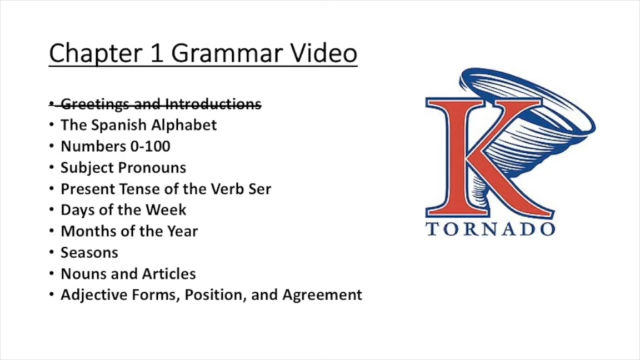 Chapter 1 Grammar Video
• Greetings and Introductions
• The Spanish Alphabet
• Numbers 0-100
• Subject Pronouns
• Present Tense of the Verb Ser
• Days of the Week
• Months of the Year
• Seasons
• Nouns and Articles
• Adjective Forms, Position, and Agreement
K
TORNADO